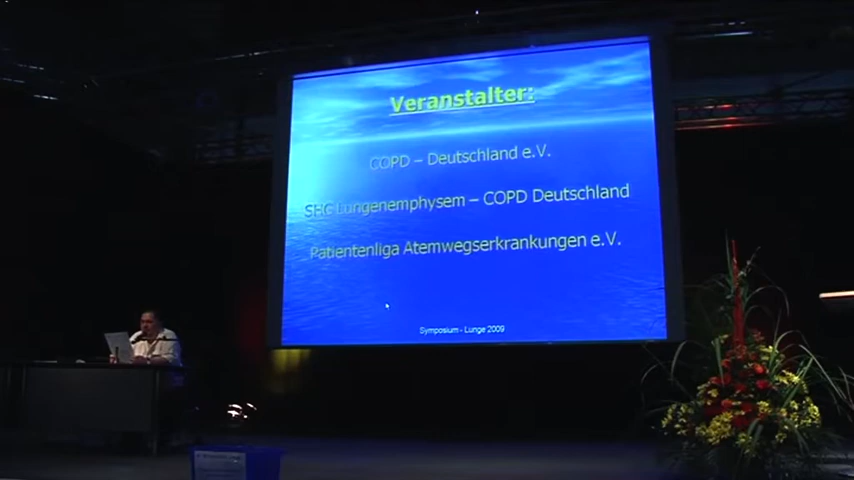 Veranstalter:
COPD – Deutschland e.V.
SHG Lungenemphysem – COPD Deutschland
Patientenliga Atemwegserkrankungen e.V.
Symposium - Lunge 2009